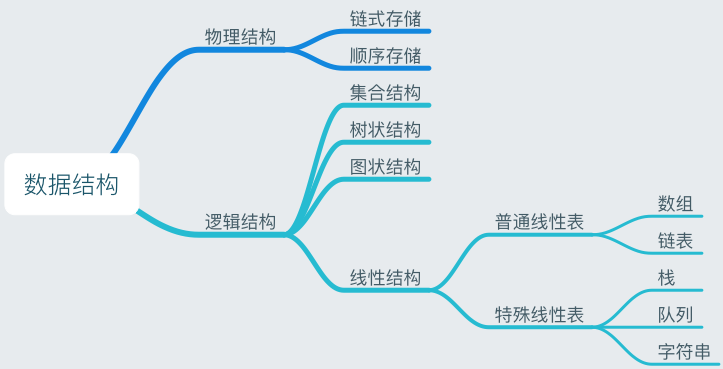 数据结构
物理结构
链式存储
顺序存储
逻辑结构
集合结构
树状结构
图状结构
线性结构
普通线性表
数组
链表
特殊线性表
栈
队列
字符串